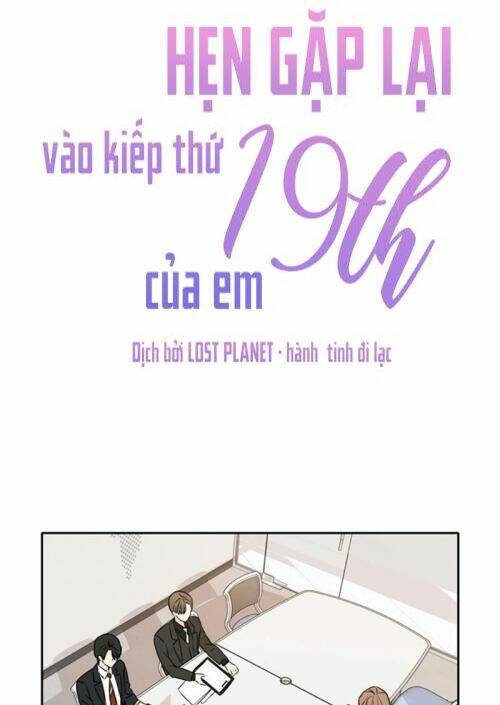 HẸN GẶP LẠI
vào kiếp thứ 19th
của em
Dịch bởi LOST PLANET · hành tinh đi lạc